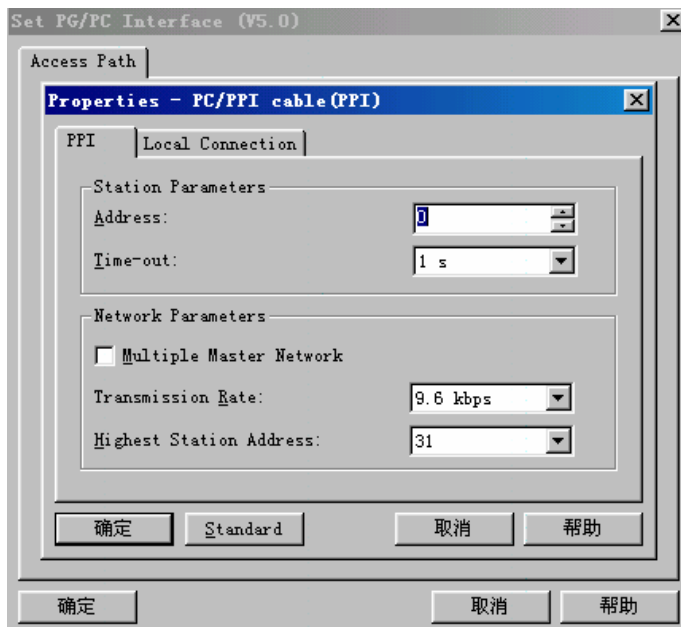 Set PG/PC Interface (V5.0)
Access Path
Properties - PC/PPI cable(PPI)
PPI
Local Connection
Station Parameters
Address:
0
Time-out:
1 s
Network Parameters
Multiple Master Network
Transmission Rate:
9.6 kbps
Highest Station Address:
31
确定
Standard
取消
帮助
确定
取消
帮助